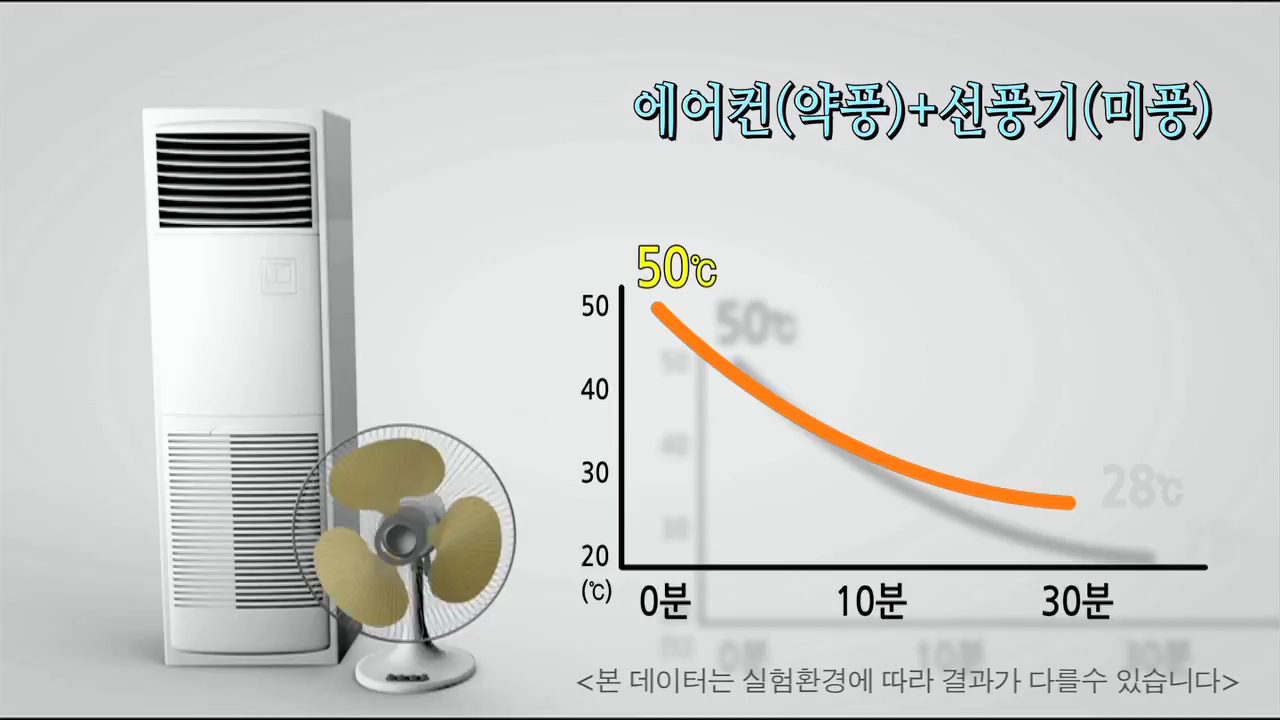 에어컨(약풍)+선풍기(미풍)
50℃
50
40
30
20
(℃)
28℃
0분 10분 30분
<본 데이터는 실험환경에 따라 결과가 다를수 있습니다>